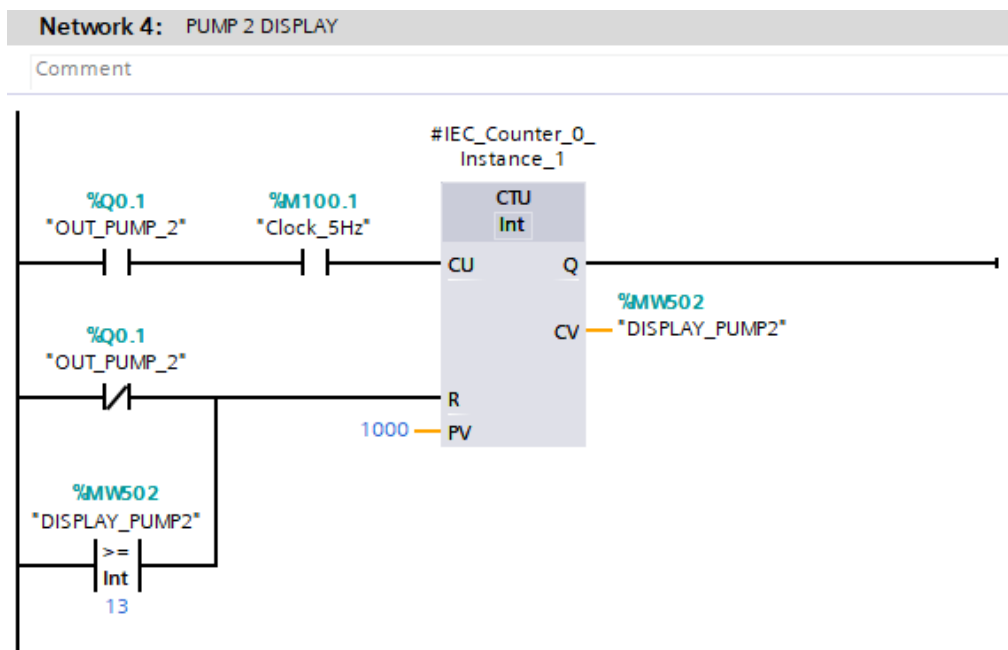 Network 4: PUMP 2 DISPLAY
Comment
#IEC_Counter_0_
Instance_1
%Q0.1
"OUT_PUMP_2"
%M100.1
"Clock_5Hz"
CTU
Int
CU
Q
%MW502
"DISPLAY_PUMP2"
CV
%Q0.1
"OUT_PUMP_2"
R
1000
PV
%MW502
"DISPLAY_PUMP2"
>=
Int
13